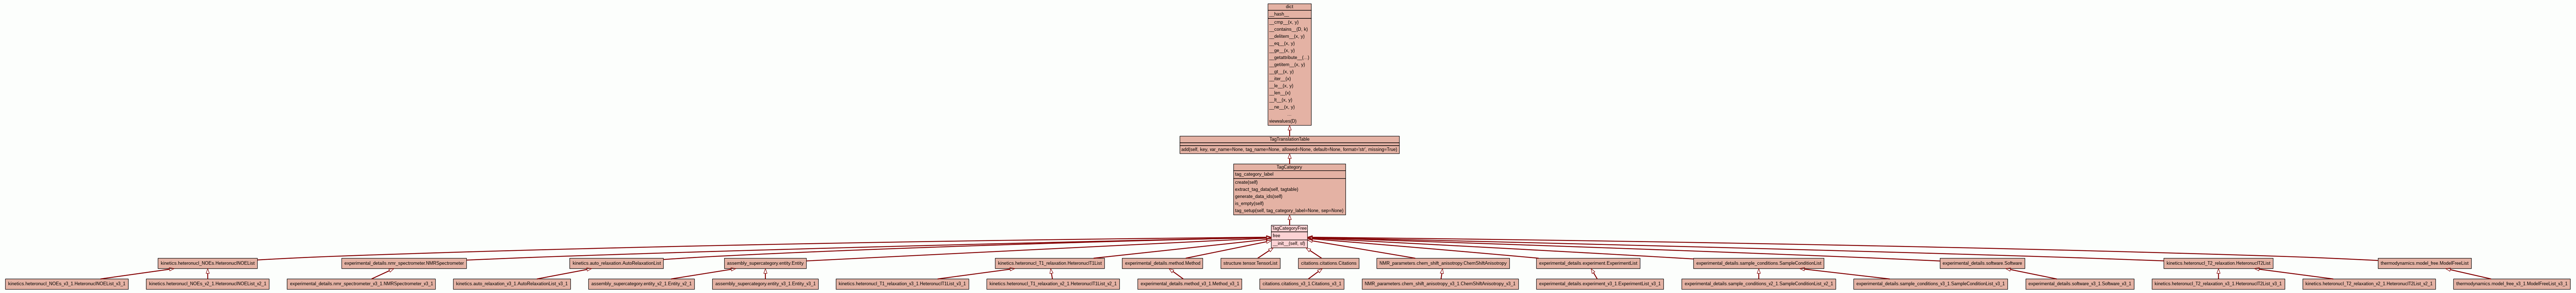 dict
__hash__
__cmp__(x, y)
__contains__(D, k)
__delitem__(x, y)
__eq__(x, y)
__ge__(x, y)
__getattribute__(...)
__getitem__(x, y)
__gt__(x, y)
__iter__(x)
__le__(x, y)
__len__(x)
__lt__(x, y)
__ne__(x, y)
...
viewvalues(D)
TagTranslationTable
add(self, key, var_name=None, tag_name=None, allowed=None, default=None, format='str', missing=True)
TagCategory
tag_category_label
create(self)
extract_tag_data(self, tagtable)
generate_data_ids(self)
is_empty(self)
tag_setup(self, tag_category_label=None, sep=None)
TagCategoryFree
free
__init__(self, sf)
kinetics.heteronucl_NOEs.HeteronuclNOEList
experimental_details.nmr_spectrometer.NMRSpectrometer
kinetics.auto_relaxation.AutoRelaxationList
assembly_supercategory.entity.Entity
kinetics.heteronucl_T1_relaxation.HeteronuclT1List
experimental_details.method.Method
structure.tensor.TensorList
citations.citations.Citations
NMR_parameters.chem_shift_anisotropy.ChemShiftAnisotropy
experimental_details.experiment.ExperimentList
experimental_details.sample_conditions.SampleConditionList
experimental_details.software.Software
kinetics.heteronucl_T2_relaxation.HeteronuclT2List
thermodynamics.model_free.ModelFreeList
kinetics.heteronucl_NOEs_v3_1.HeteronuclNOEList_v3_1
kinetics.heteronucl_NOEs_v2_1.HeteronuclNOEList_v2_1
experimental_details.nmr_spectrometer_v3_1.NMRSpectrometer_v3_1
kinetics.auto_relaxation_v3_1.AutoRelaxationList_v3_1
assembly_supercategory.entity_v2_1.Entity_v2_1
assembly_supercategory.entity_v3_1.Entity_v3_1
kinetics.heteronucl_T1_relaxation_v3_1.HeteronuclT1List_v3_1
kinetics.heteronucl_T1_relaxation_v2_1.HeteronuclT1List_v2_1
experimental_details.method_v3_1.Method_v3_1
citations.citations_v3_1.Citations_v3_1
NMR_parameters.chem_shift_anisotropy_v3_1.ChemShiftAnisotropy_v3_1
experimental_details.experiment_v3_1.ExperimentList_v3_1
experimental_details.sample_conditions_v2_1.SampleConditionList_v2_1
experimental_details.sample_conditions_v3_1.SampleConditionList_v3_1
experimental_details.software_v3_1.Software_v3_1
kinetics.heteronucl_T2_relaxation_v3_1.HeteronuclT2List_v3_1
kinetics.heteronucl_T2_relaxation_v2_1.HeteronuclT2List_v2_1
thermodynamics.model_free_v3_1.ModelFreeList_v3_1